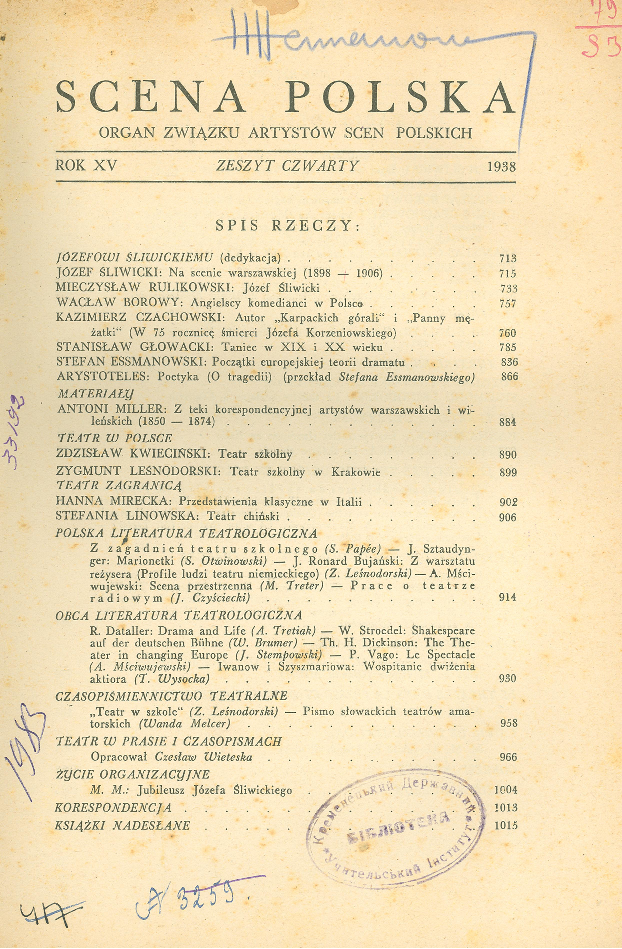 79
93
SCENA POLSKA
ORGAN ZWIĄZKU ARTYSTÓW SCEN POLSKICH
ROK XV ZESZYT CZWARTY 1938
SPIS RZECZY:
JÓZEFOWI ŚLIWICKIEMU (dedykacja) . . . . . . . . . . 713
JÓZEF ŚLIWICKI: Na scenie warszawskiej (1898 — 1906) . . . . . 715
MIECZYSŁAW RULIKOWSKI: Józef Śliwicki . . . . . . . . 733
WACŁAW BOROWY: Angielscy komedianci w Polsce . . . . . . 757
KAZIMIERZ CZACHOWSKI: Autor „Karpackich górali“ i „Panny mę-
żatki“ (W 75 rocznicę śmierci Józefa Korzeniowskiego) . . . . 760
STANISŁAW GŁOWACKI: Taniec w XIX i XX wieku . . . . . 785
STEFAN ESSMANOWSKI: Początki europejskiej teorii dramatu . . . . 836
ARYSTOTELES: Poetyka (O tragedii) (przekład Stefana Essmanowskiego) 866
MATERIAŁY
ANTONI MILLER: Z teki korespondencyjnej artystów warszawskich i wi-
leńskich (1850 — 1874) . . . . . . . . . . . . 884
TEATR W POLSCE
ZDZISŁAW KWIECIŃSKI: Teatr szkolny . . . . . . . . 890
ZYGMUNT LEŚNODORSKI: Teatr szkolny w Krakowie . . . . . 899
TEATR ZAGRANICĄ
HANNA MIRECKA: Przedstawienia klasyczne w Italii . . . . . . 902
STEFANIA LINOWSKA: Teatr chiński . . . . . . . . . 906
POLSKA LITERATURA TEATROLOGICZNA
Z zagadnień teatru szkolnego (S. Papée) — J. Sztaudyn-
ger: Marionetki (S. Otwinowski) — J. Ronard Bujański: Z warsztatu
reżysera (Profile ludzi teatru niemieckiego) (Z. Leśnodorski) — A. Mści-
wujewski: Scena przestrzenna (M. Treter) — Prace o teatrze
radiowym (J. Czyściecki) . . . . . . . . . . 914
OBCA LITERATURA TEATROLOGICZNA
R. Dataller: Drama and Life (A. Tretiak) — W. Stroedel: Shakespeare
auf der deutschen Bühne (W. Brumer) — Th. H. Dickinson: The The-
ater in changing Europe (J. Stempowski) — P. Vago: Le Spectacle
(A. Mściwujewski) — Iwanow i Szyszmariowa: Wospitanie dwiżenia
aktiora (T. Wysocka) . . . . . . . . . . . . 930
CZASOPIŚMIENNICTWO TEATRALNE
„Teatr w szkole“ (Z. Leśnodorski) — Pismo słowackich teatrów ama-
torskich (Wanda Melcer) . . . . . . . . . . . 958
TEATR W PRASIE I CZASOPISMACH
Opracował Czesław Wieteska . . . . . . . . . . 966
ŻYCIE ORGANIZACYJNE
M. M.: Jubileusz Józefa Śliwickiego . . . . . . . . 1004
KORESPONDENCJA . . . . . . . . . . . . . 1013
KSIĄŻKI NADESŁANE . . . . . . . . . . . . 1015
33192
1983
Кременецький Державний
БІБЛІОТЕКА
Учительський Інститут
3259.